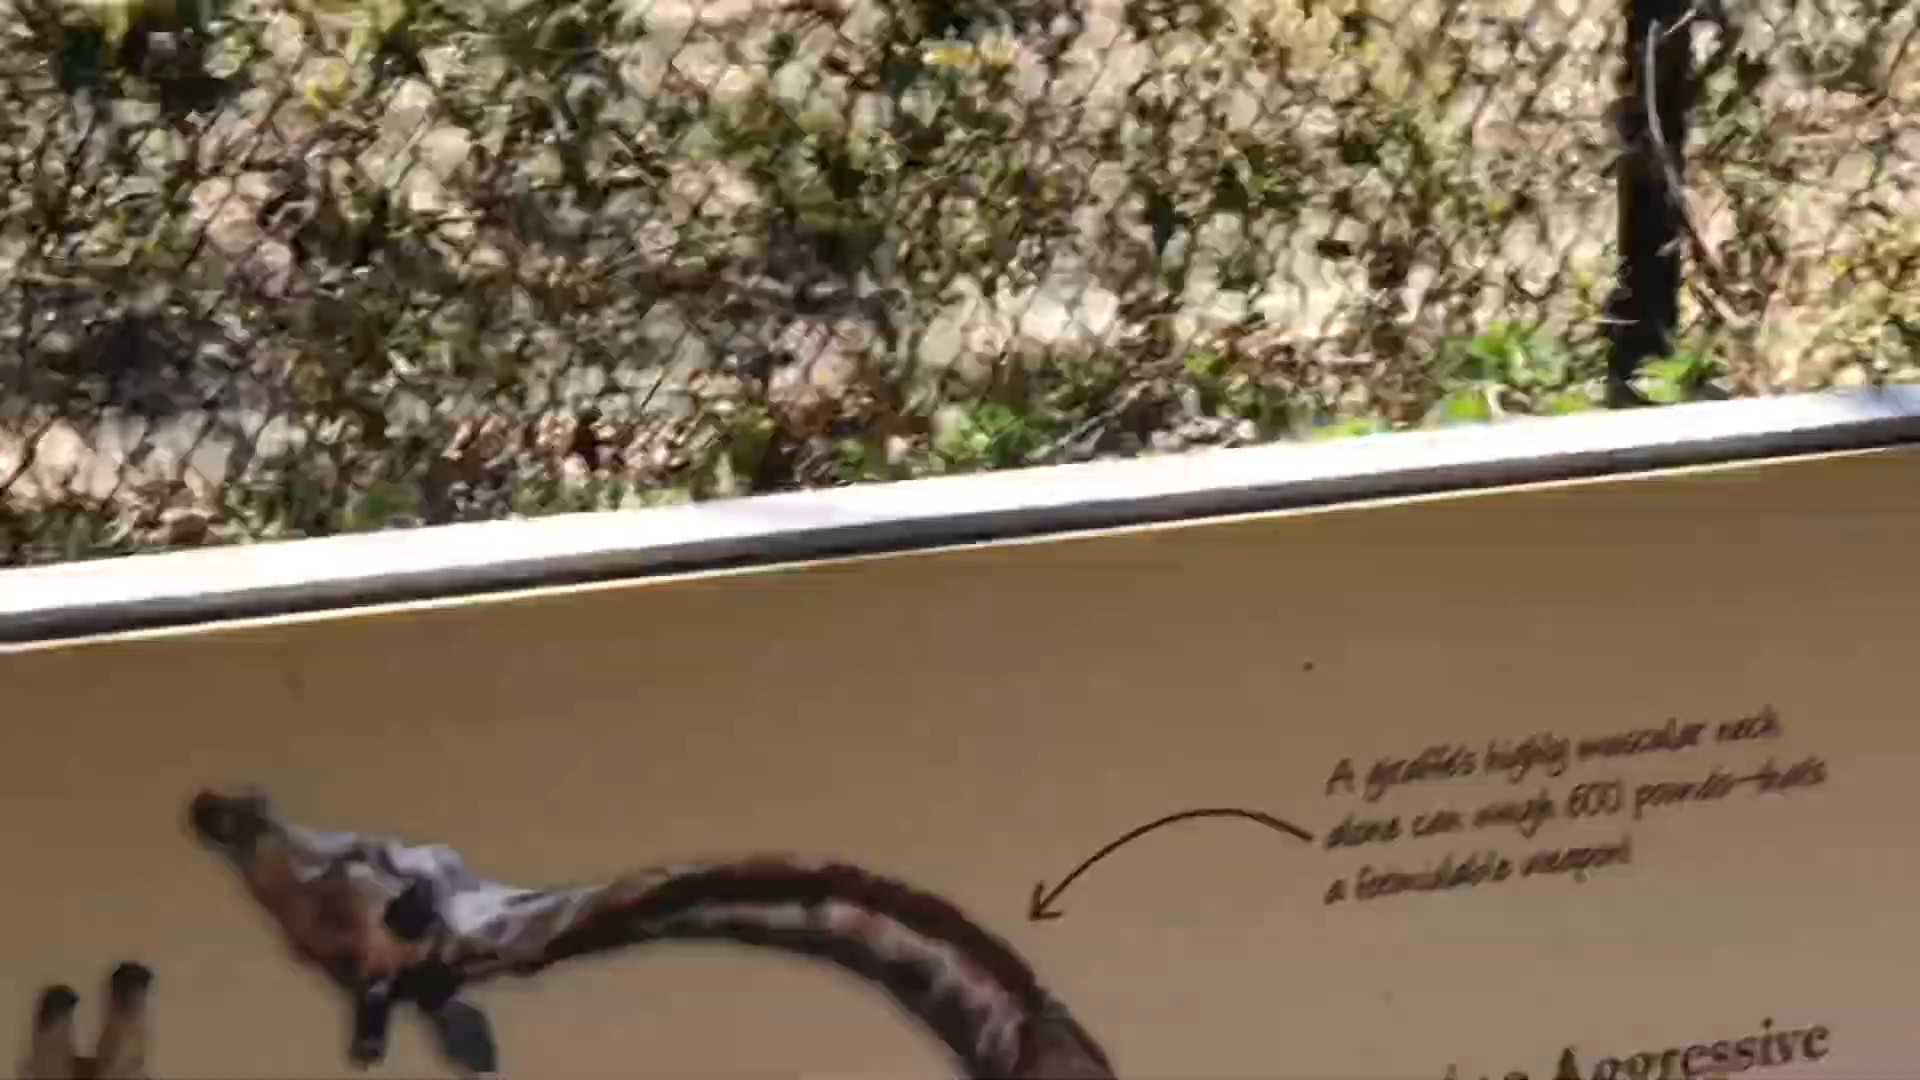 A giraffe's highly muscular neck
alone can weigh 600 pounds—that's
a formidable weapon!
Aggressive